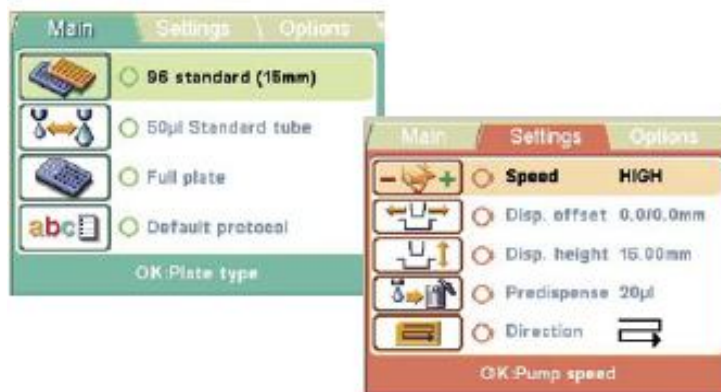 Main Settings Options
96 standard (15mm)
50µl Standard tube
Full plate
abc Default protocol
OK:Plate type
Main Settings Options
Speed HIGH
Disp. offset 0.0/0.0mm
Disp. height 15.00mm
Predispense 20µl
Direction
OK:Pump speed